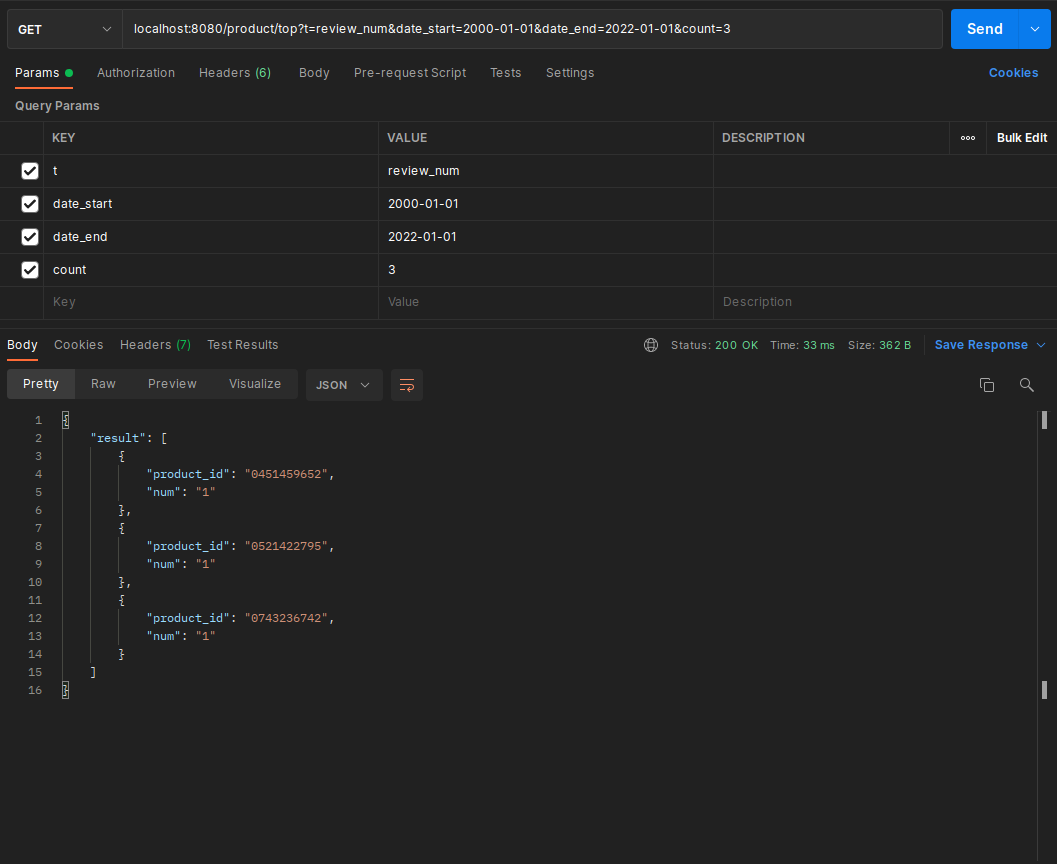 GET localhost:8080/product/top?t=review_num&date_start=2000-01-01&date_end=2022-01-01&count=3 Send
Params Authorization Headers (6) Body Pre-request Script Tests Settings Cookies
Query Params
KEY VALUE DESCRIPTION Bulk Edit
t review_num
date_start 2000-01-01
date_end 2022-01-01
count 3
Key Value Description
Body Cookies Headers (7) Test Results Status: 200 OK Time: 33 ms Size: 362 B Save Response
Pretty Raw Preview Visualize JSON
1 {
2 "result": [
3 {
4 "product_id": "0451459652",
5 "num": "1"
6 },
7 {
8 "product_id": "0521422795",
9 "num": "1"
10 },
11 {
12 "product_id": "0743236742",
13 "num": "1"
14 }
15 ]
16 }